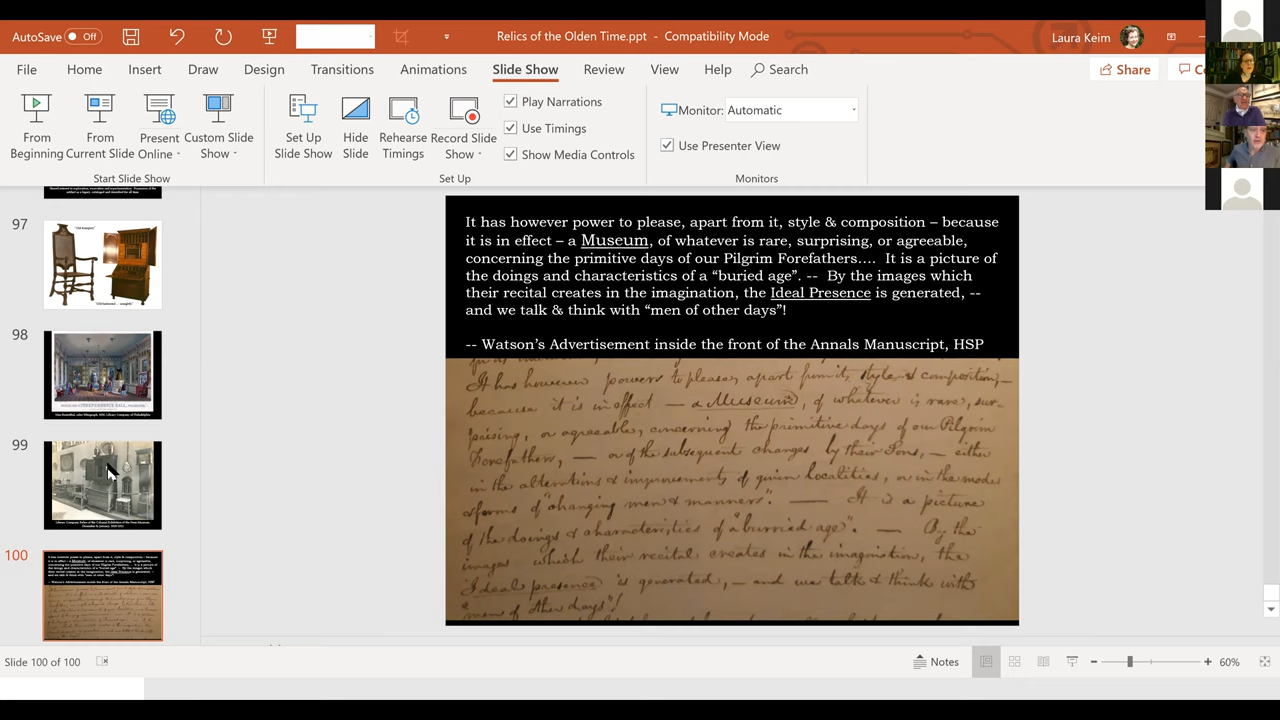 AutoSave Off
Relics of the Olden Time.ppt - Compatibility Mode
Laura Keim
File Home Insert Draw Design Transitions Animations Slide Show Review View Help Search
Share
Co
From Beginning
From Current Slide
Present Online
Custom Slide Show
Set Up Slide Show
Hide Slide
Rehearse Timings
Record Slide Show
Play Narrations
Use Timings
Show Media Controls
Monitor: Automatic
Use Presenter View
Start Slide Show
Set Up
Monitors
97
98
99
100
It has however power to please, apart from it, style & composition – because
it is in effect – a Museum, of whatever is rare, surprising, or agreeable,
concerning the primitive days of our Pilgrim Forefathers…. It is a picture of
the doings and characteristics of a “buried age”. -- By the images which
their recital creates in the imagination, the Ideal Presence is generated, --
and we talk & think with “men of other days”!
-- Watson’s Advertisement inside the front of the Annals Manuscript, HSP
It has however powers to please, apart from it, style & composition, –
because it is in effect — a Museum, of whatever is rare, sur-
prising, or agreeable, concerning the primitive days of our Pilgrim
Forefathers, — or of the subsequent changes by their Sons, — either
in the alterations & improvements of given localities, or in the modes
& forms of "changing men & manners". — It is a picture
of the doings & characteristics of a "burried age". — By the
images which their recital creates in the imagination, the
Ideal presence is generated, — and we talk & think with
"men of other days"!
Slide 100 of 100
Notes
60%